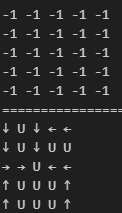 -1 -1 -1 -1 -1
-1 -1 -1 -1 -1
-1 -1 -1 -1 -1
-1 -1 -1 -1 -1
-1 -1 -1 -1 -1
================
↓ U ↓ ← ←
↓ U ↓ U U
→ → U ← ←
↑ U U U ↑
↑ U U U ↑